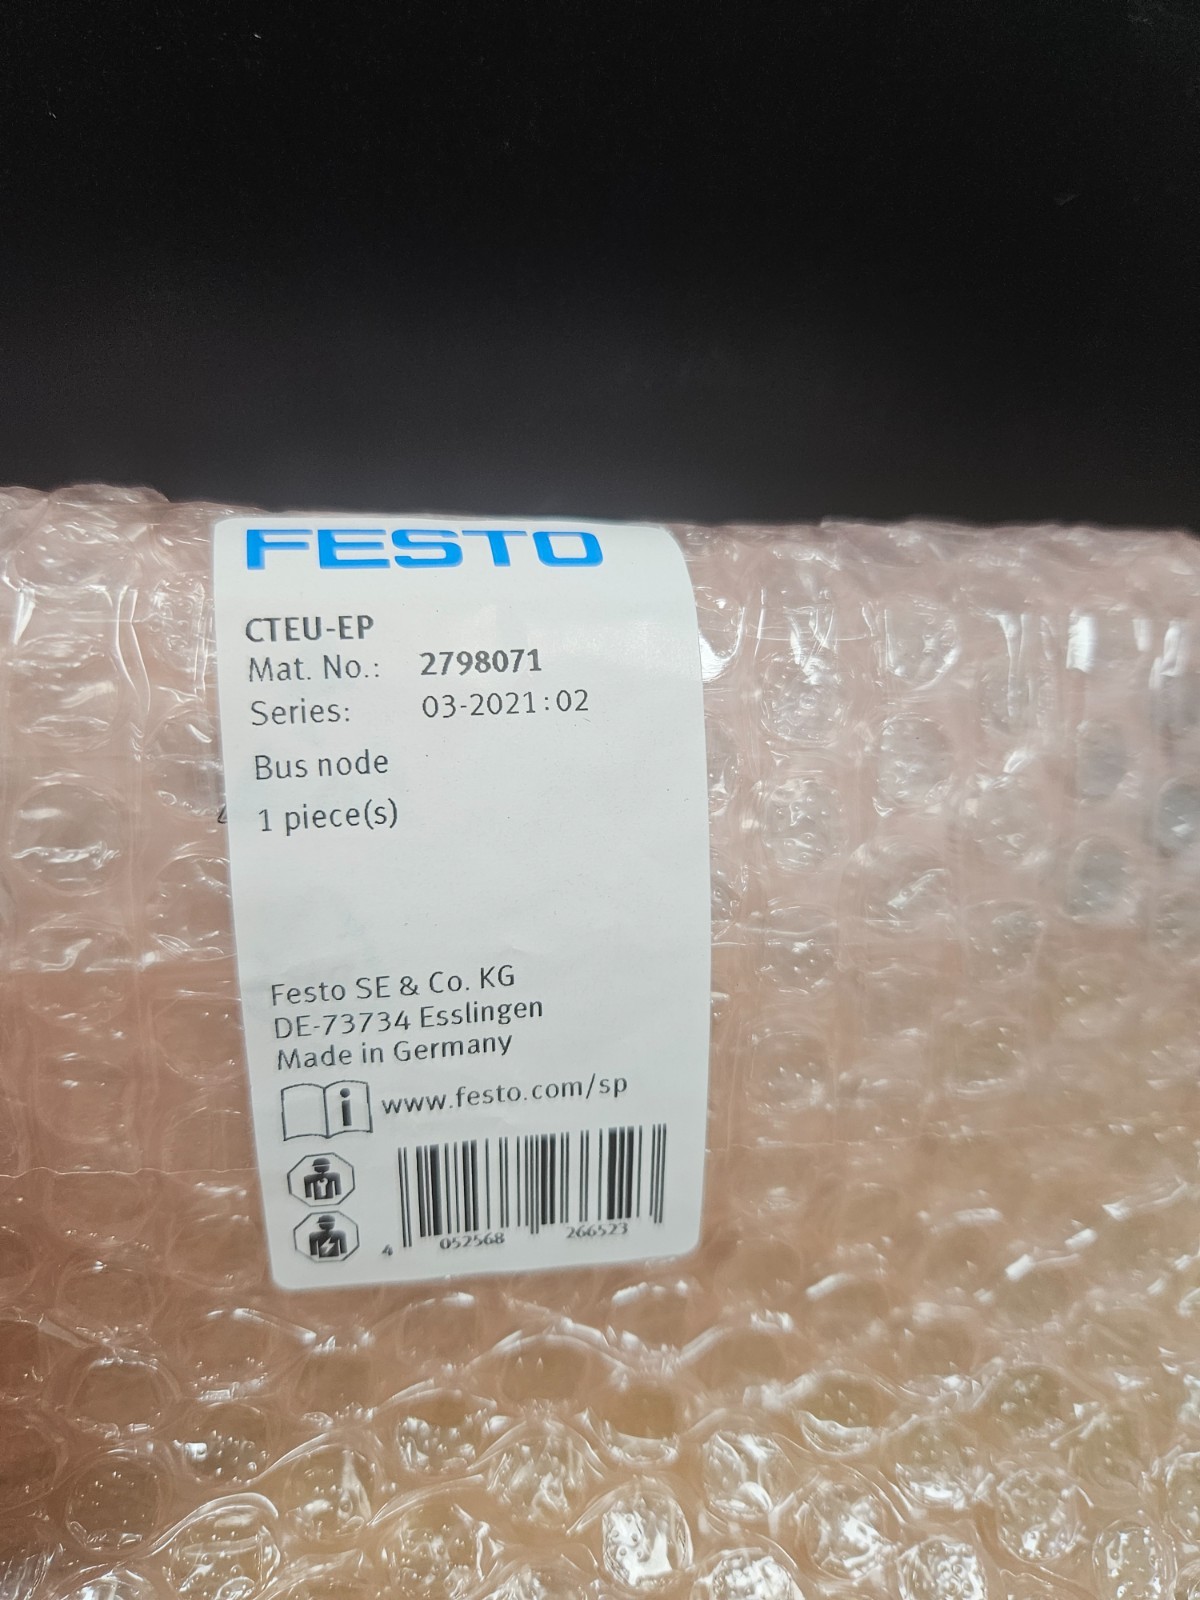 FESTO
CTEU-EP
Mat. No.: 2798071
Series: 03-2021:02
Bus node
1 piece(s)
Festo SE & Co. KG
DE-73734 Esslingen
Made in Germany
www.festo.com/sp
4 052568 266523